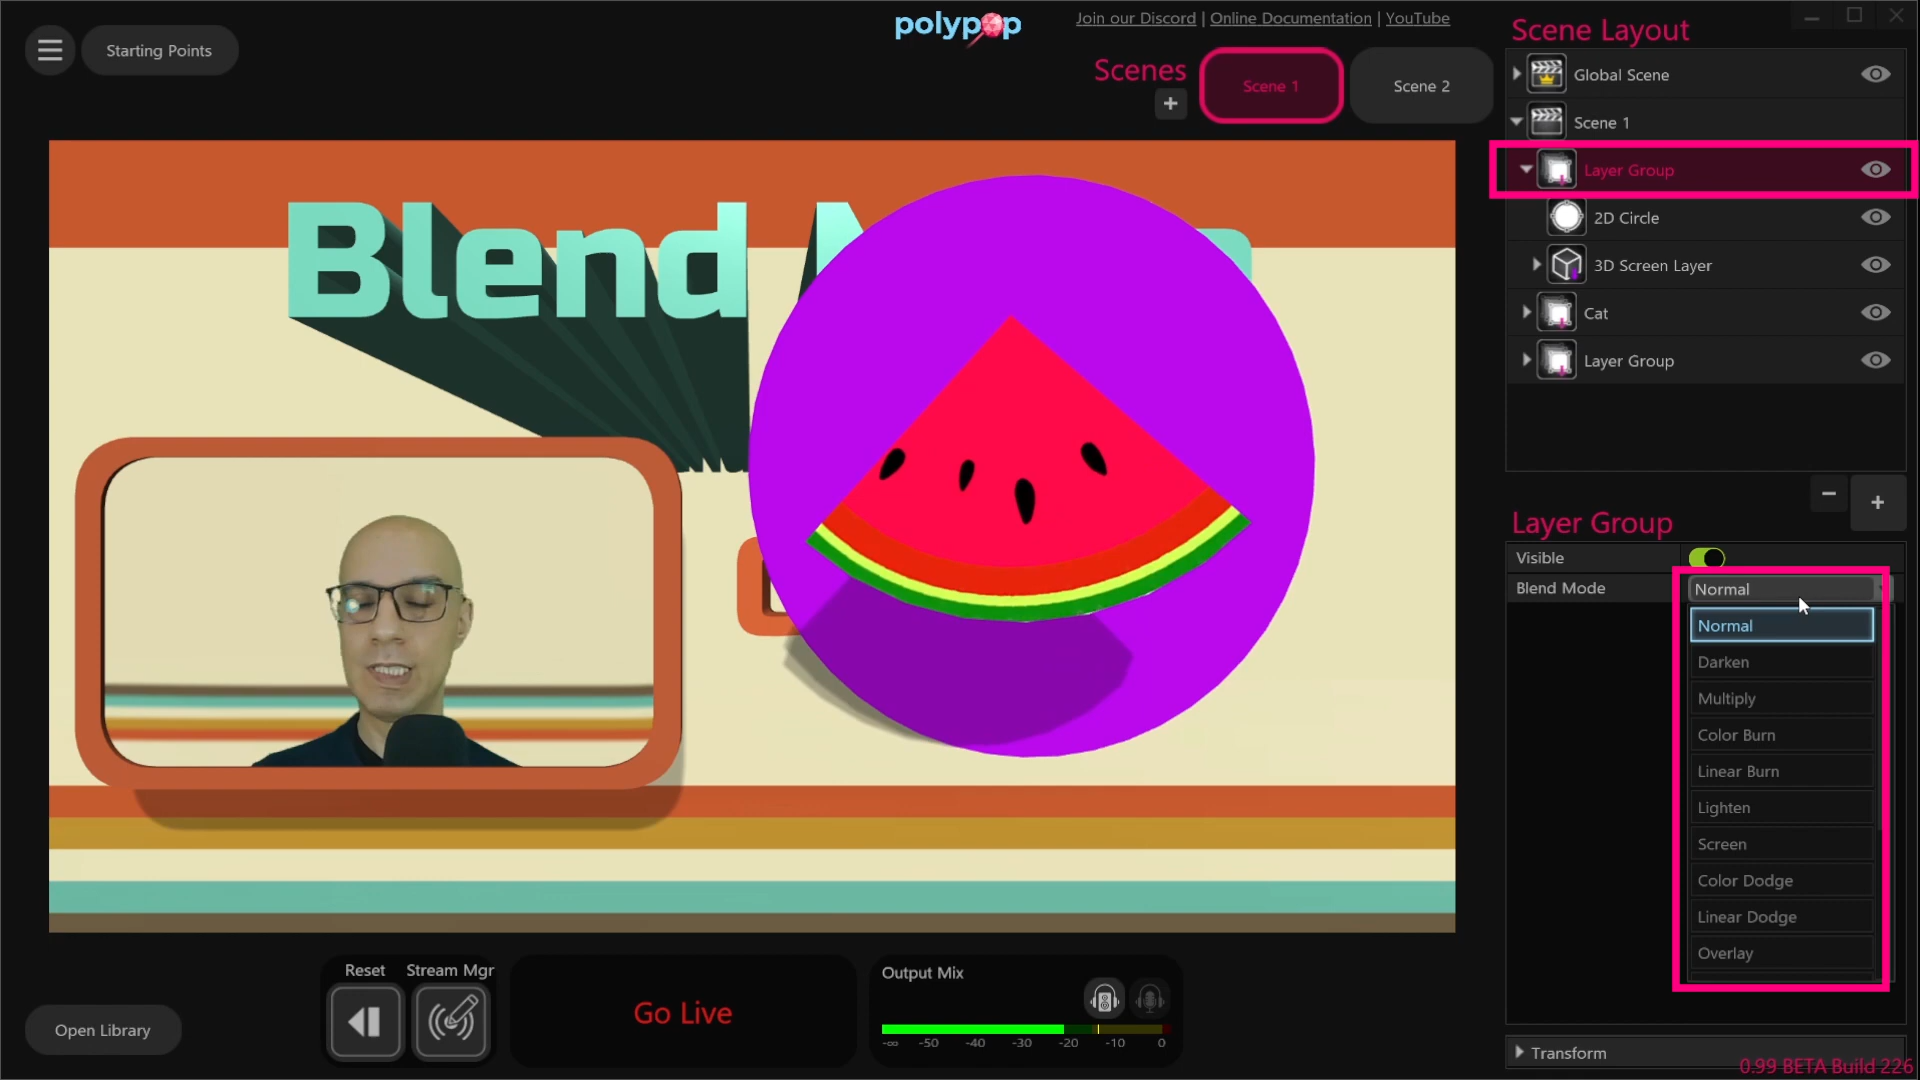 Starting Points
polypop
Join our Discord | Online Documentation | YouTube
Scenes
+
Scene 1
Scene 2
Scene Layout
Global Scene
Scene 1
Layer Group
2D Circle
3D Screen Layer
Cat
Layer Group
Blend
Layer Group
Visible
Blend Mode
Normal
Normal
Darken
Multiply
Color Burn
Linear Burn
Lighten
Screen
Color Dodge
Linear Dodge
Overlay
Transform
0.99 BETA Build 226
Open Library
Reset
Stream Mgr
Go Live
Output Mix
-∞ -50 -40 -30 -20 -10 0